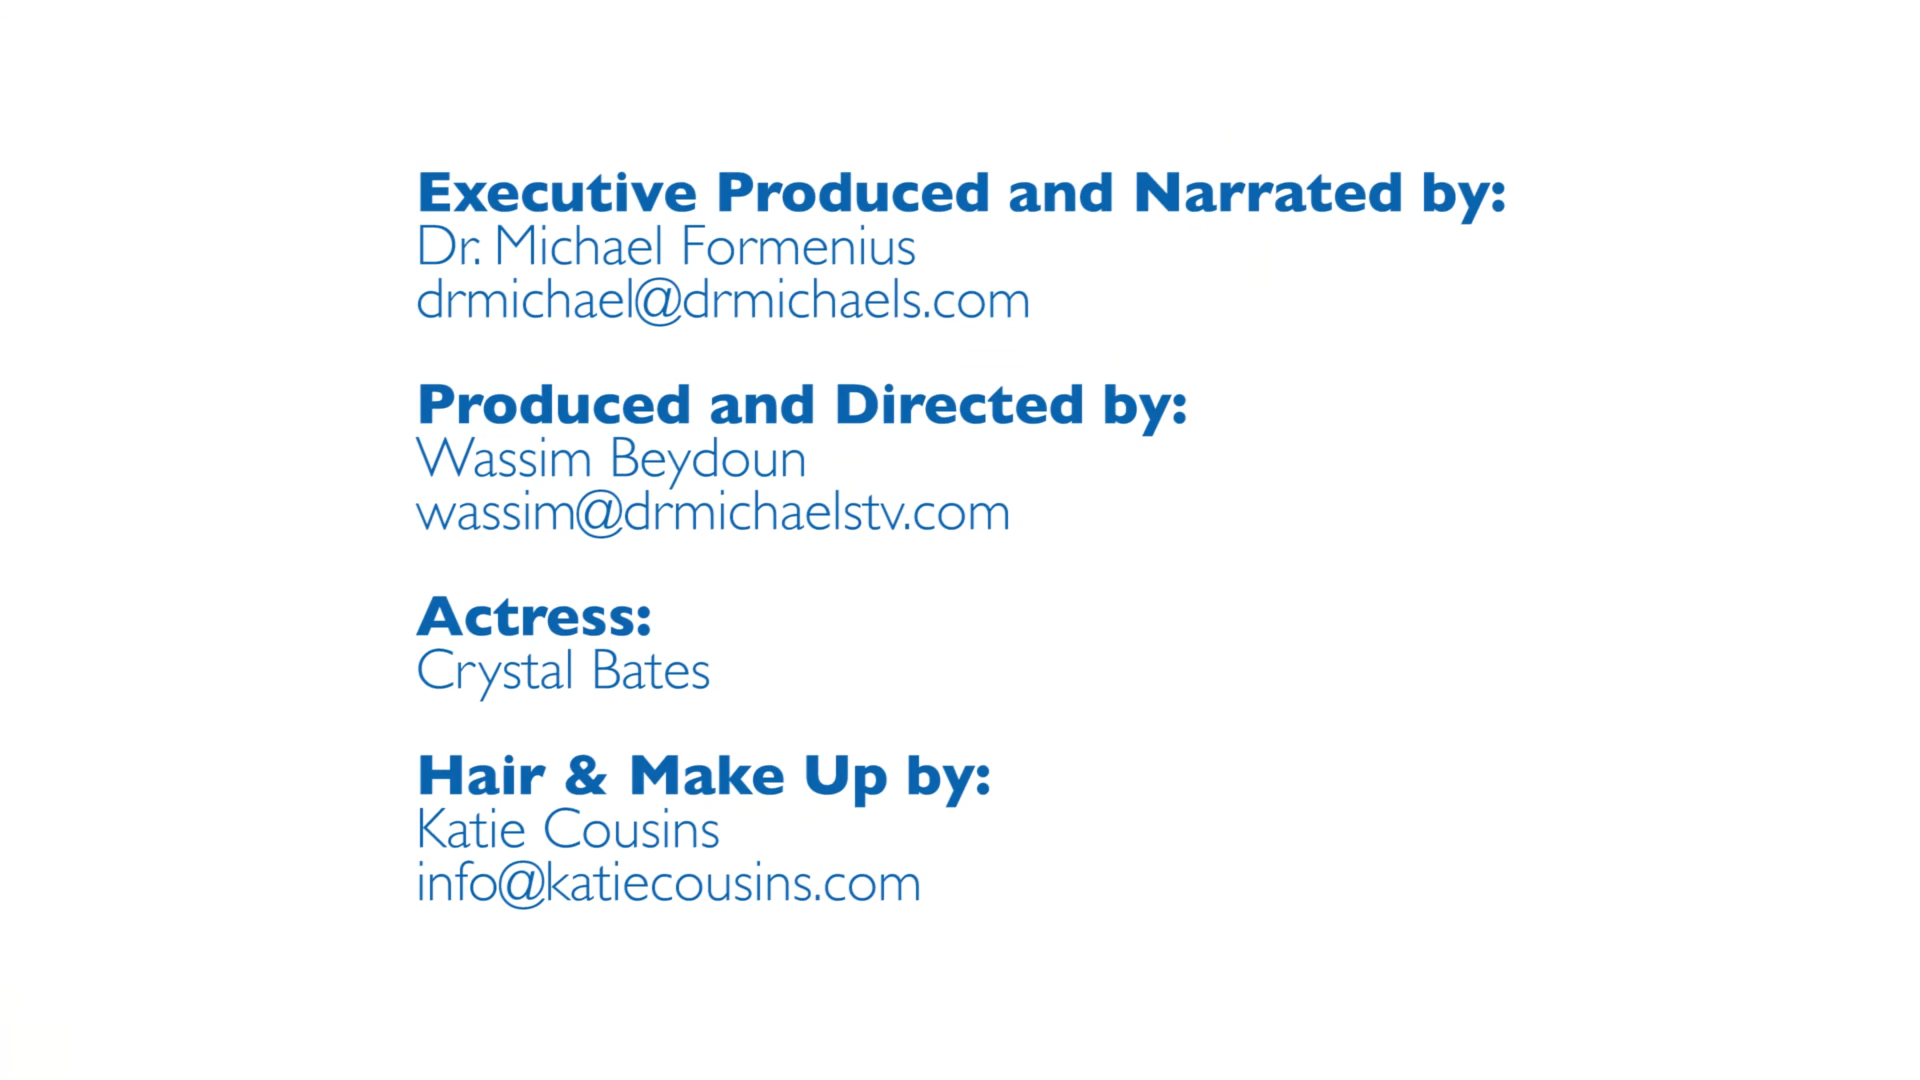 Executive Produced and Narrated by:
Dr. Michael Formenius
drmichael@drmichaels.com
Produced and Directed by:
Wassim Beydoun
wassim@drmichaelstv.com
Actress:
Crystal Bates
Hair & Make Up by:
Katie Cousins
info@katiecousins.com